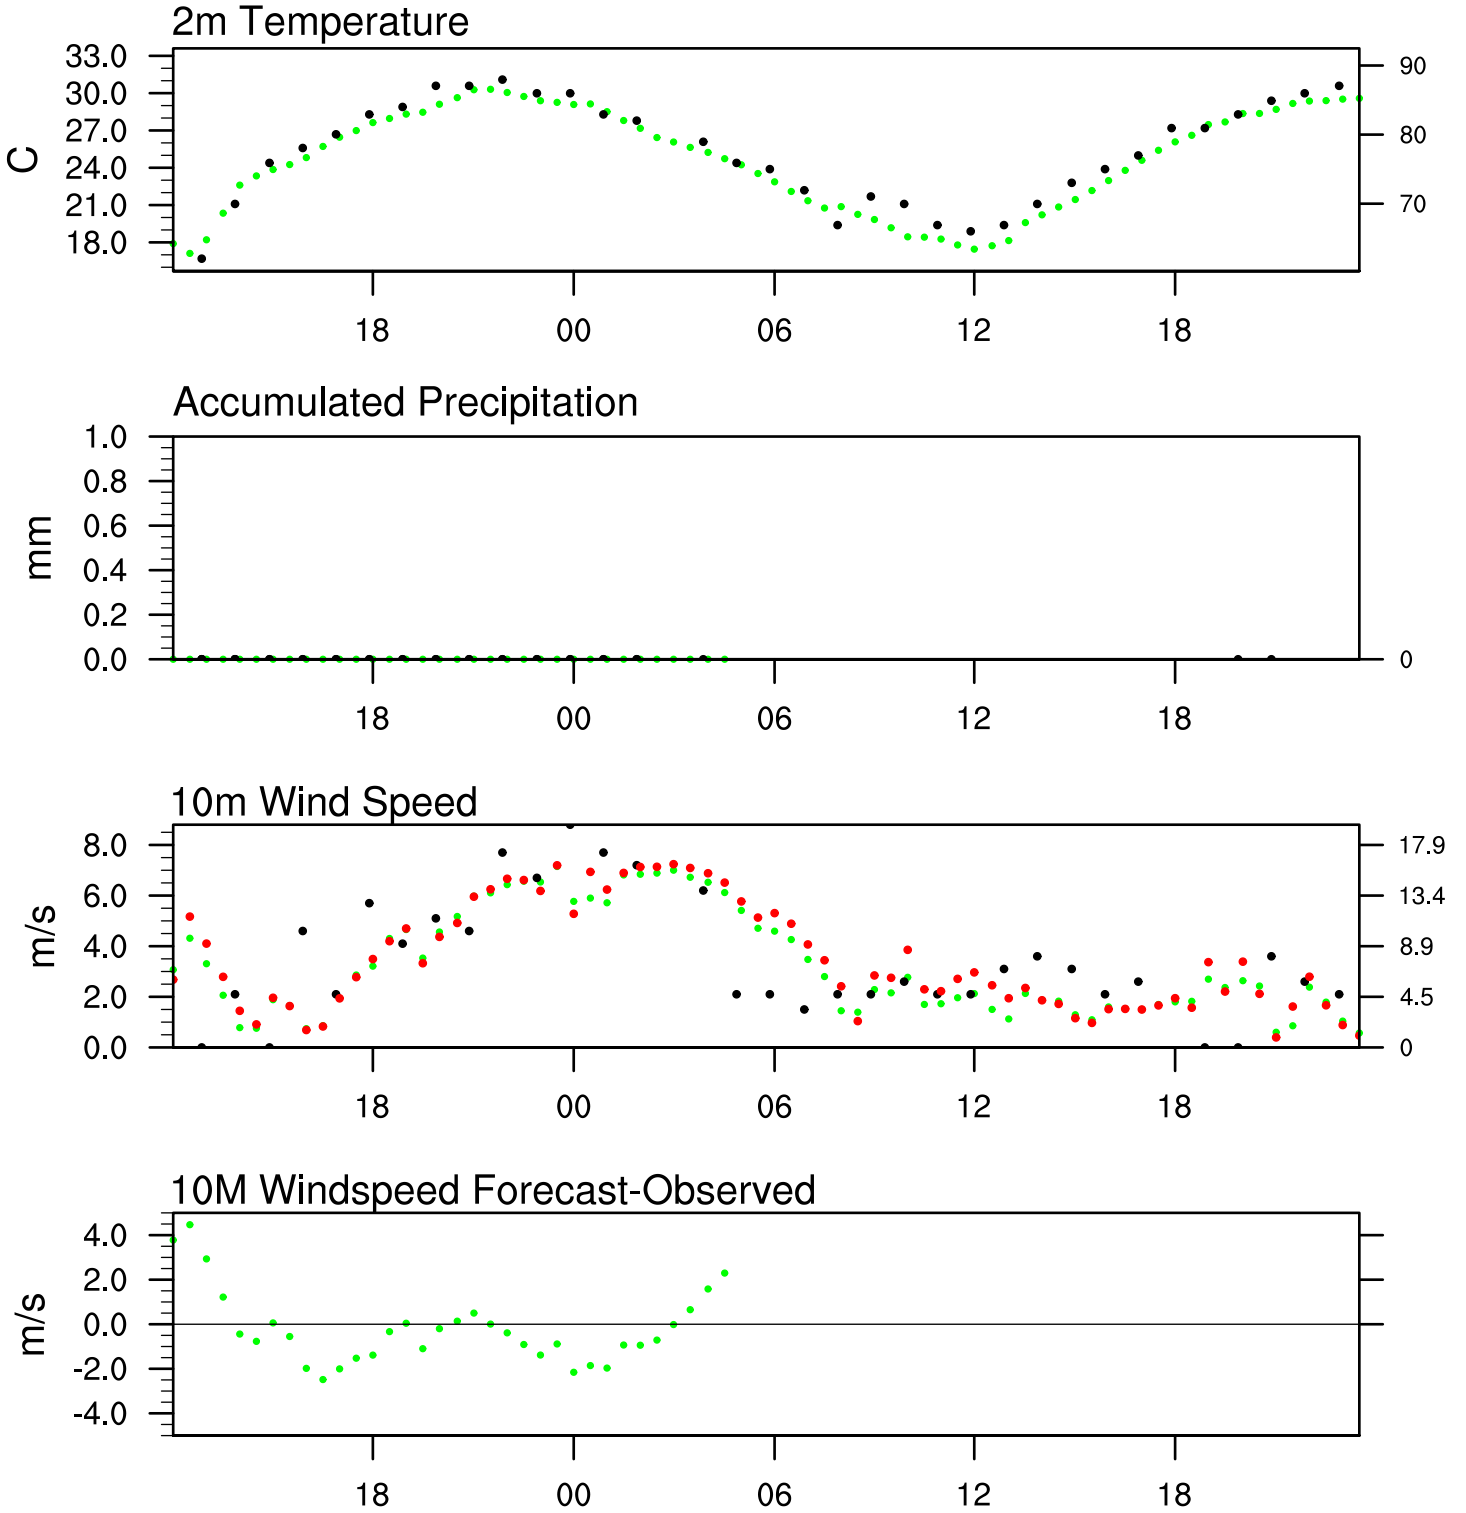 2m Temperature
33.0
30.0
27.0
24.0
21.0
18.0
C
90
80
70
18 00 06 12 18
Accumulated Precipitation
1.0
0.8
0.6
0.4
0.2
0.0
mm
0
18 00 06 12 18
10m Wind Speed
8.0
6.0
4.0
2.0
0.0
m/s
17.9
13.4
8.9
4.5
0
18 00 06 12 18
10M Windspeed Forecast-Observed
4.0
2.0
0.0
-2.0
-4.0
m/s
18 00 06 12 18